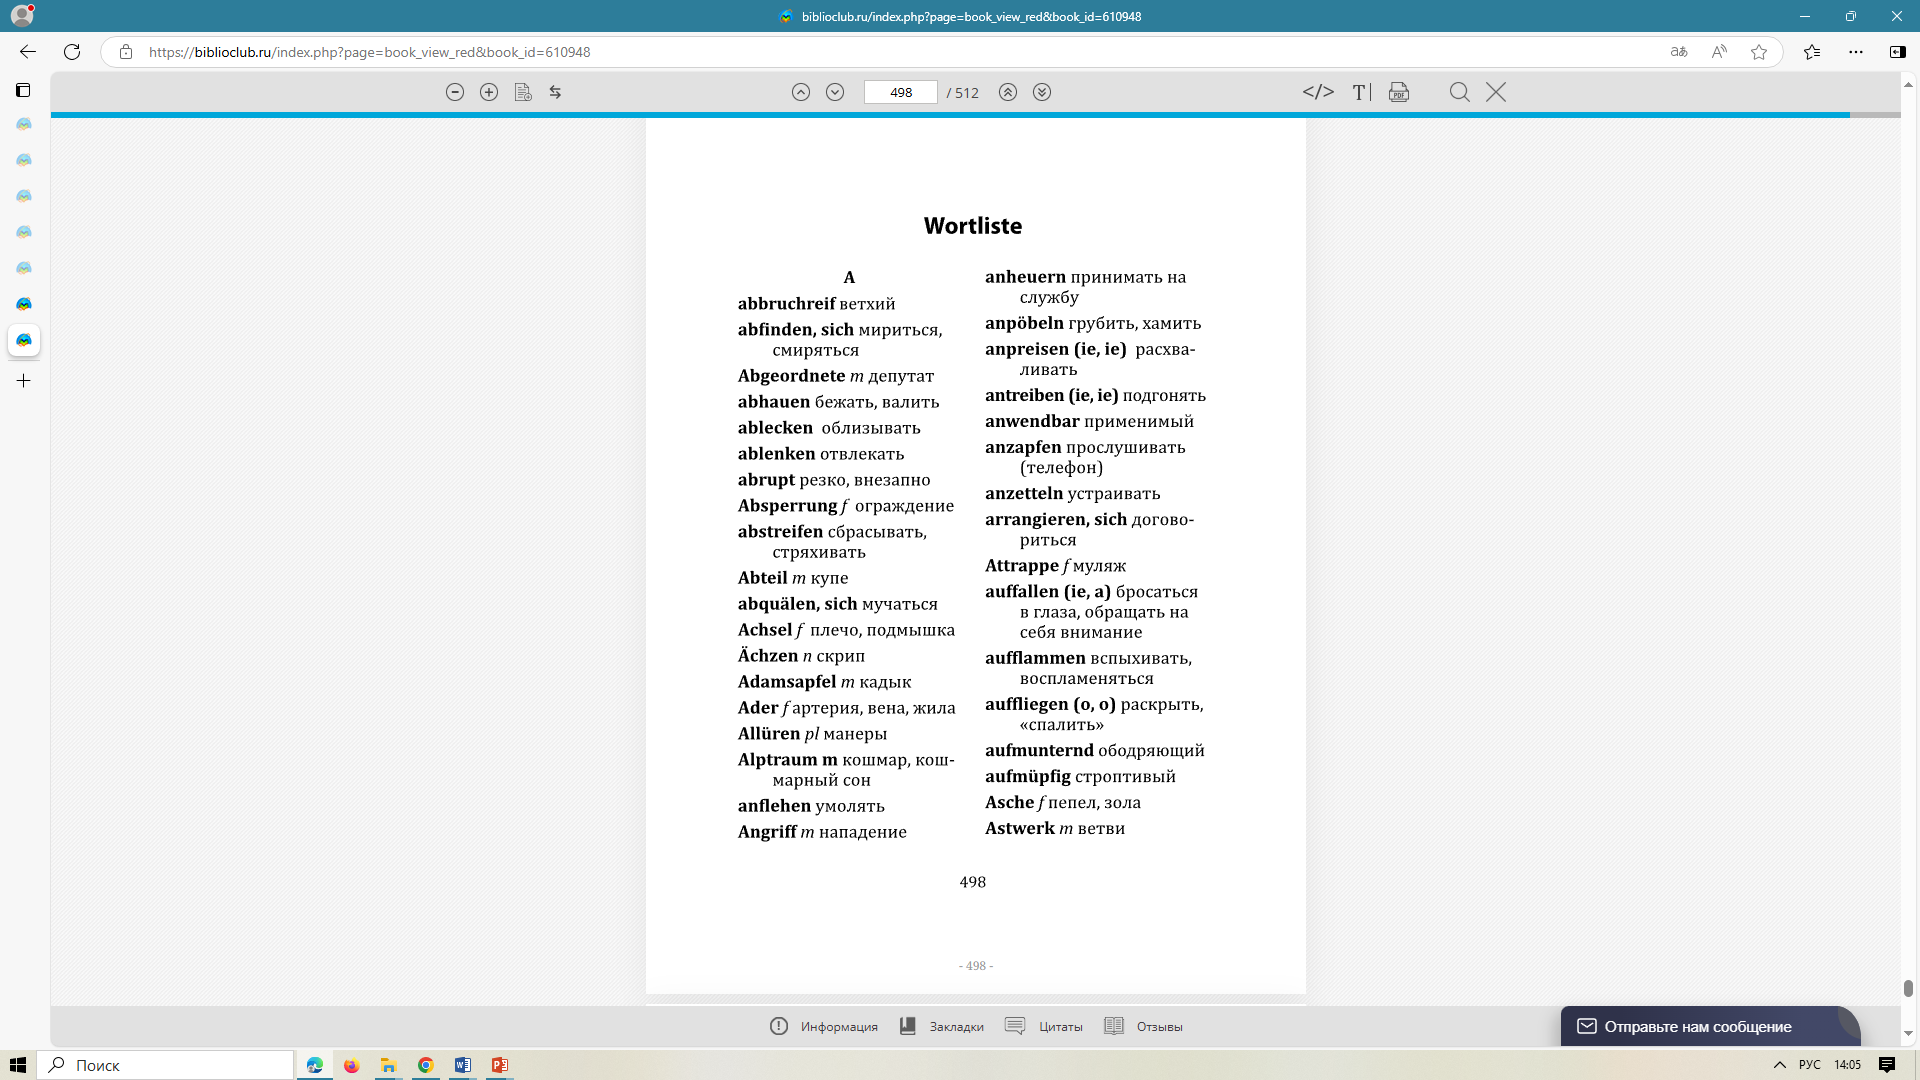 biblioclub.ru/index.php?page=book_view_red&book_id=610948
https://biblioclub.ru/index.php?page=book_view_red&book_id=610948
498 / 512
Wortliste
A
abbruchreif ветхий
abfinden, sich мириться,
смиряться
Abgeordnete m депутат
abhauen бежать, валить
ablecken облизывать
ablenken отвлекать
abrupt резко, внезапно
Absperrung f ограждение
abstreifen сбрасывать,
стряхивать
Abteil m купе
abquälen, sich мучаться
Achsel f плечо, подмышка
Ächzen n скрип
Adamsapfel m кадык
Ader f артерия, вена, жила
Allüren pl манеры
Alptraum m кошмар, кош-
марный сон
anflehen умолять
Angriff m нападение
anheuern принимать на
службу
anpöbeln грубить, хамить
anpreisen (ie, ie) расхва-
ливать
antreiben (ie, ie) подгонять
anwendbar применимый
anzapfen прослушивать
(телефон)
anzetteln устраивать
arrangieren, sich догово-
риться
Attrappe f муляж
auffallen (ie, a) бросаться
в глаза, обращать на
себя внимание
aufflammen вспыхивать,
воспламеняться
auffliegen (o, o) раскрыть,
«спалить»
aufmunternd ободряющий
aufmüpfig строптивый
Asche f пепел, зола
Astwerk m ветви
498
- 498 -
Информация Закладки Цитаты Отзывы
Отправьте нам сообщение
Поиск
РУС 14:05